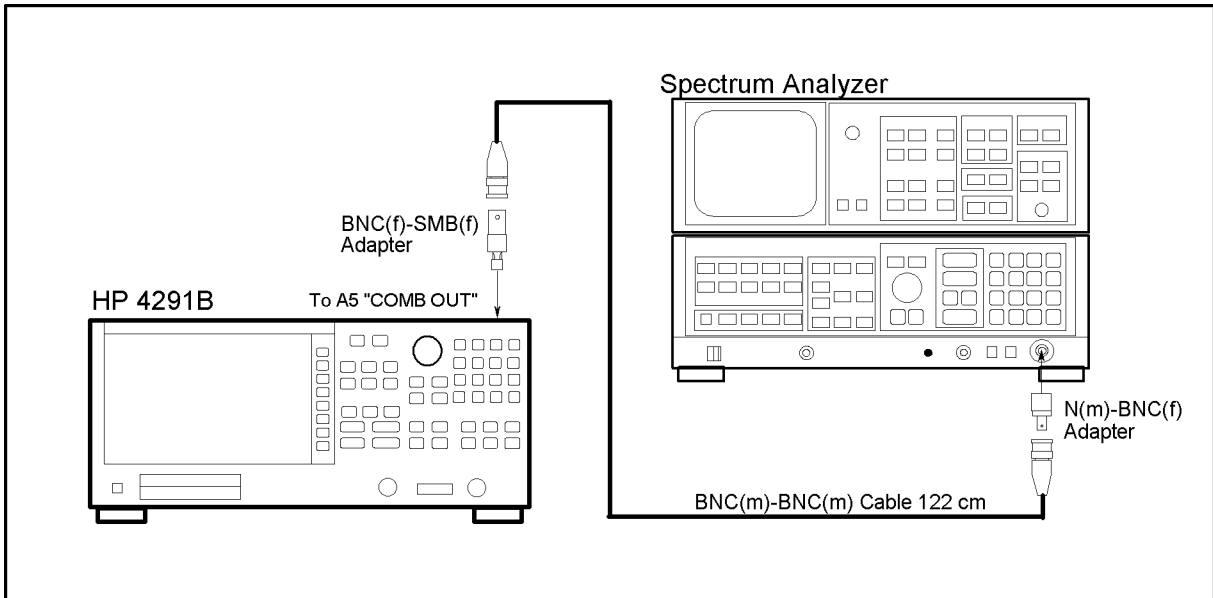 Spectrum Analyzer
BNC(f)-SMB(f)
Adapter
HP 4291B
To A5 "COMB OUT"
N(m)-BNC(f)
Adapter
BNC(m)-BNC(m) Cable 122 cm